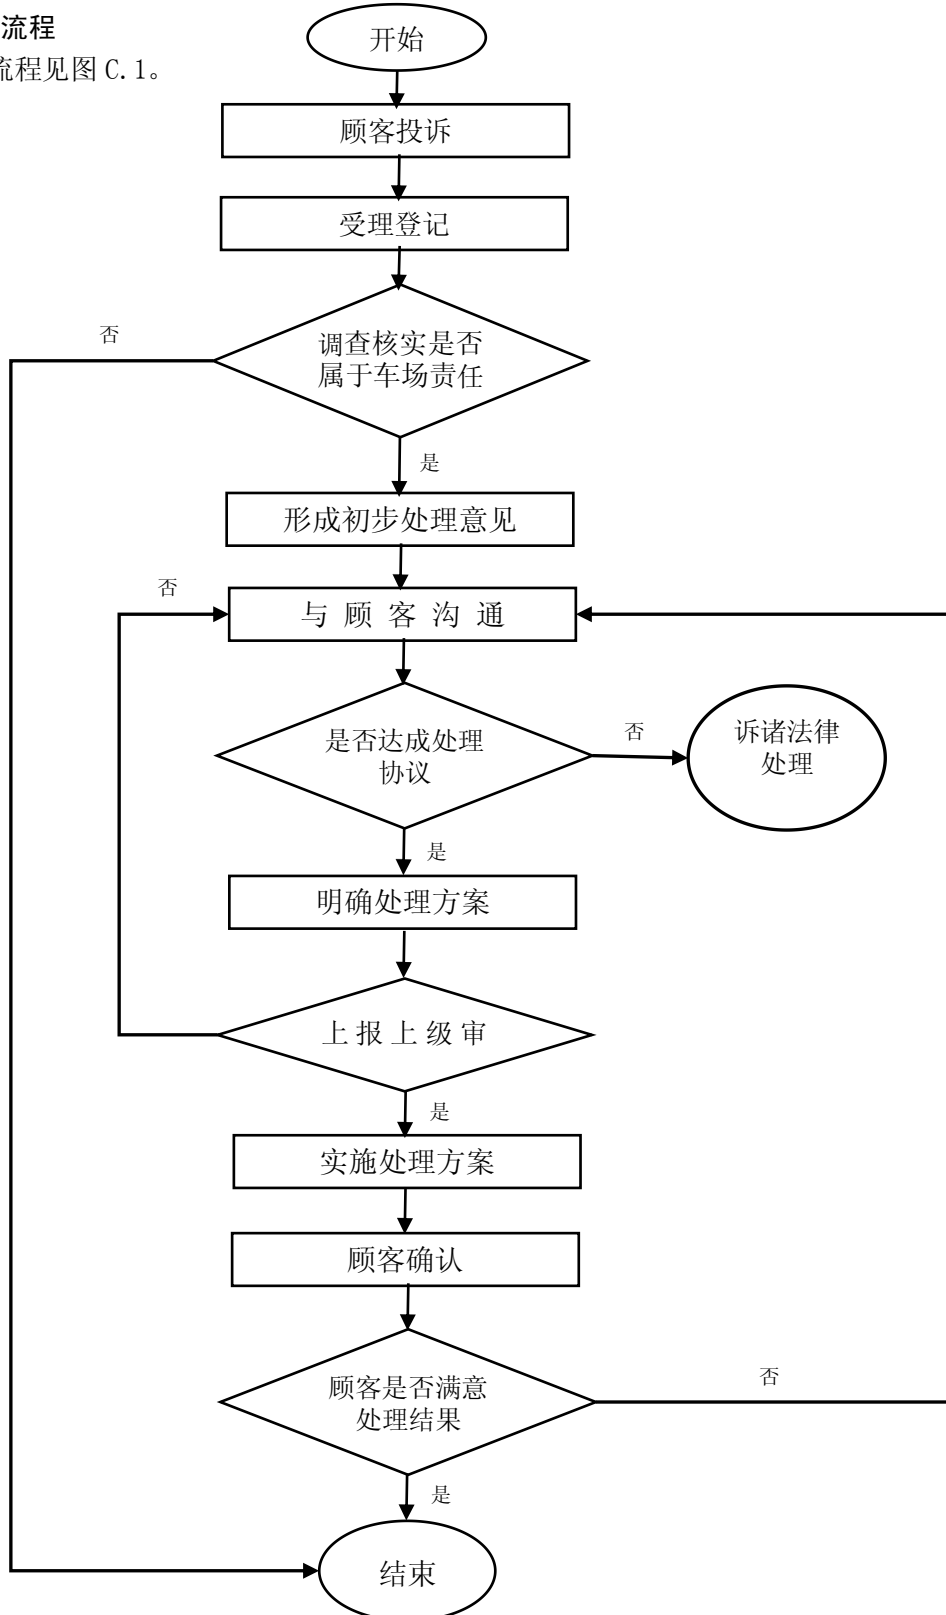 流程
流程见图 C.1。
开始
顾客投诉
受理登记
否
调查核实是否
属于车场责任
是
形成初步处理意见
否
与顾客沟通
是否达成处理
协议
否
诉诸法律
处理
是
明确处理方案
上报上级审
是
实施处理方案
顾客确认
顾客是否满意
处理结果
否
是
结束